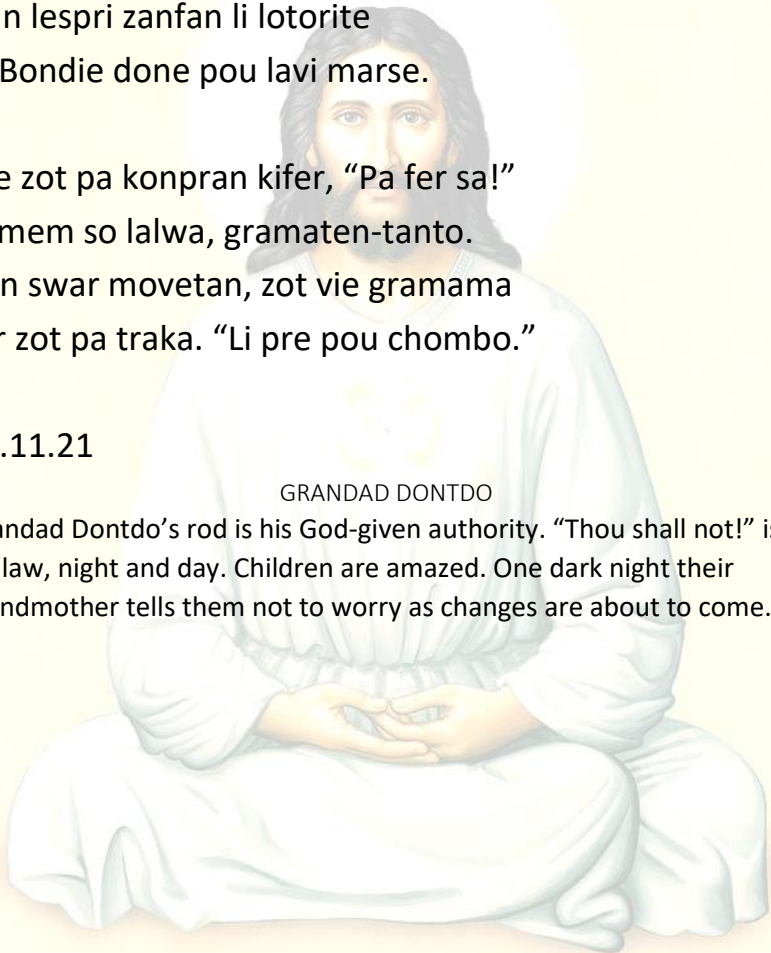 n lespri zanfan li lotorite
Bondie done pou lavi marse.
e zot pa konpran kifer, “Pa fer sa!”
mem so lalwa, gramaten-tanto.
n swar movetan, zot vie gramama
r zot pa traka. “Li pre pou chombo.”
.11.21
GRANDAD DONTDO
andad Dontdo’s rod is his God-given authority. “Thou shall not!” is
law, night and day. Children are amazed. One dark night their
ndmother tells them not to worry as changes are about to come.